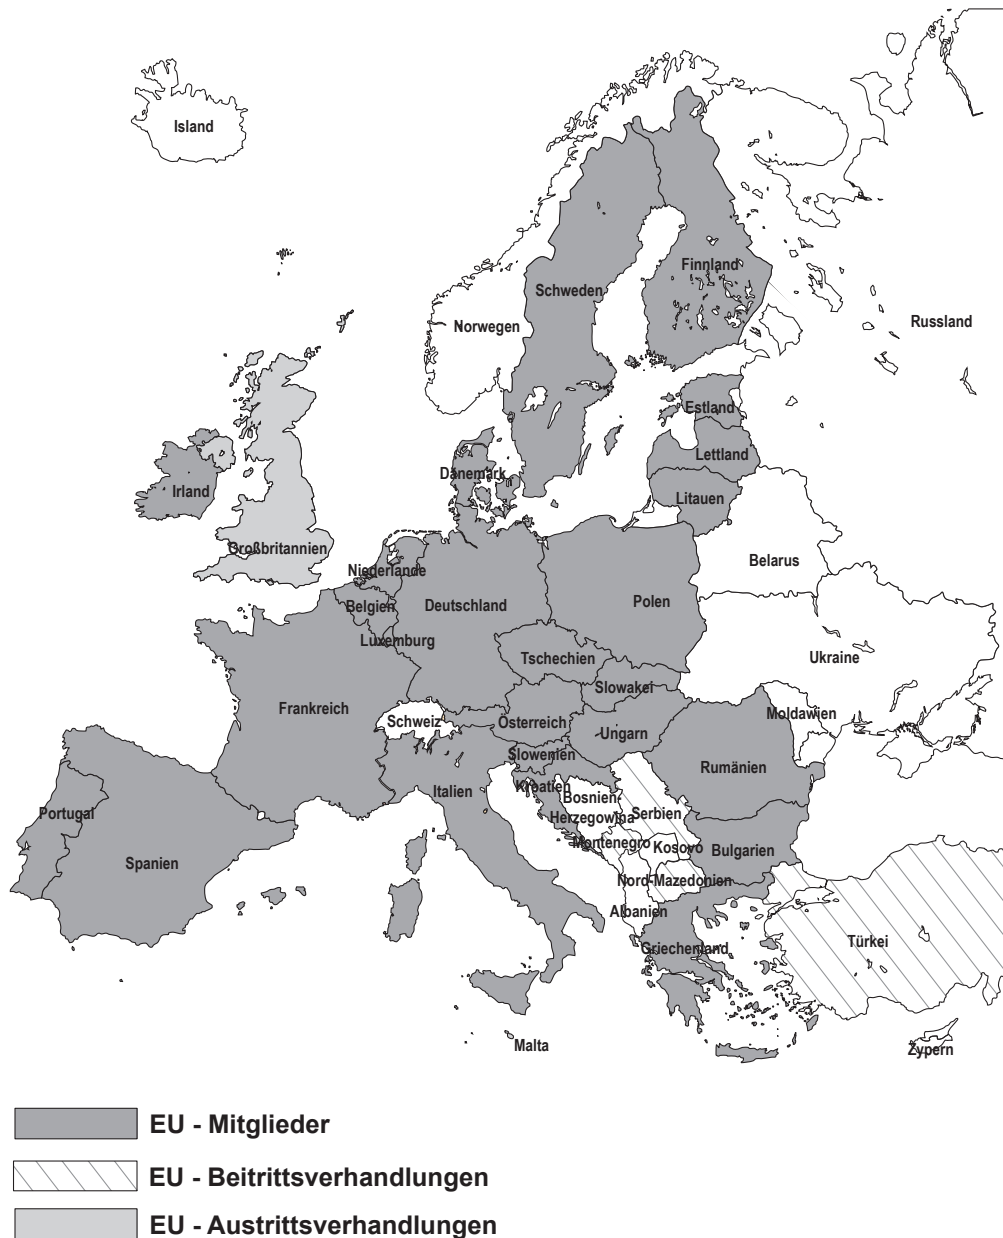 Island
Finnland
Schweden
Norwegen
Russland
Estland
Lettland
Dänemark
Irland
Litauen
Großbritannien
Belarus
Niederlande
Belgien
Deutschland
Polen
Luxemburg
Tschechien
Ukraine
Slowakei
Frankreich
Schweiz
Österreich
Moldawien
Ungarn
Slowenien
Rumänien
Kroatien
Italien
Bosnien-
Herzegowina
Serbien
Portugal
Montenegro
Kosovo
Bulgarien
Spanien
Nord-Mazedonien
Albanien
Griechenland
Türkei
Malta
Zypern
EU - Mitglieder
EU - Beitrittsverhandlungen
EU - Austrittsverhandlungen